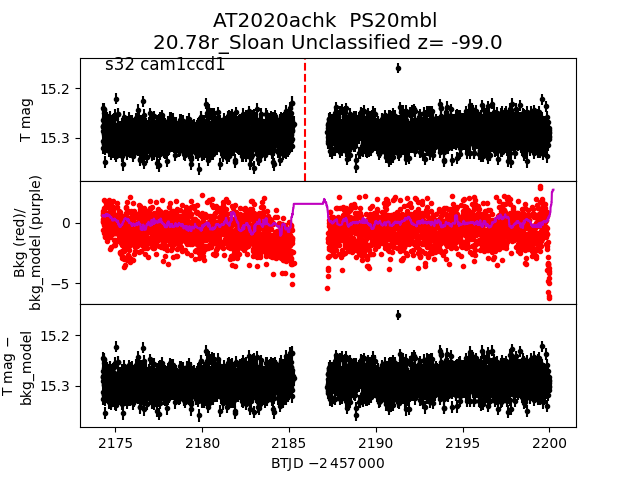 AT2020achk PS20mbl
20.78r_Sloan Unclassified z= -99.0
s32 cam1ccd1
15.2
15.3
T mag
0
−5
Bkg (red)/
bkg_model (purple)
15.2
15.3
T mag −
bkg_model
2175 2180 2185 2190 2195 2200
BTJD −2 457 000